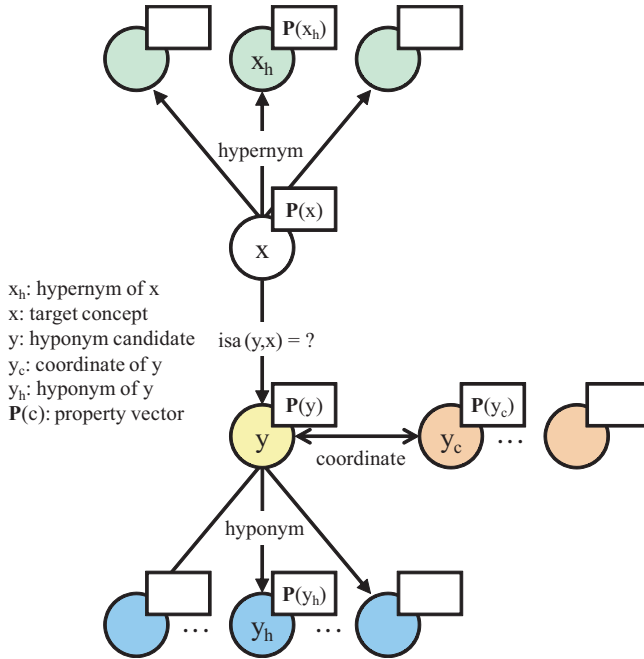 P(x_h)
x_h
hypernym
P(x)
x
x_h: hypernym of x
x: target concept
y: hyponym candidate
y_c: coordinate of y
y_h: hyponym of y
P(c): property vector
isa (y,x) = ?
P(y)
y
coordinate
P(y_c)
y_c
...
hyponym
P(y_h)
... y_h ...